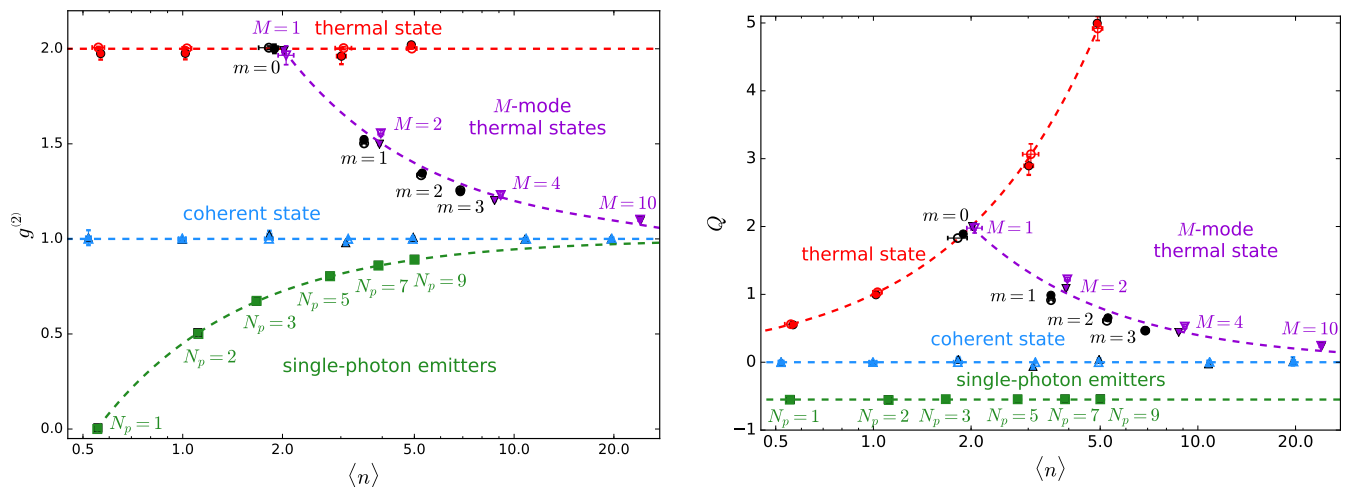 M = 1
thermal state
2.0
m = 0
M-mode
thermal states
M = 2
1.5
m = 1
m = 2
M = 4
m = 3
M = 10
coherent state
g⁽²⁾
1.0
N_p = 9
N_p = 7
N_p = 5
N_p = 3
0.5
N_p = 2
single-photon emitters
N_p = 1
0.0
0.5 1.0 2.0 5.0 10.0 20.0
⟨n⟩
5
4
3
Q
m = 0
2
M = 1
M-mode
thermal state
thermal state
M = 2
m = 1
1
m = 2
M = 4
m = 3
M = 10
coherent state
0
single-photon emitters
N_p = 1 N_p = 2 N_p = 3 N_p = 5 N_p = 7 N_p = 9
−1
0.5 1.0 2.0 5.0 10.0 20.0
⟨n⟩